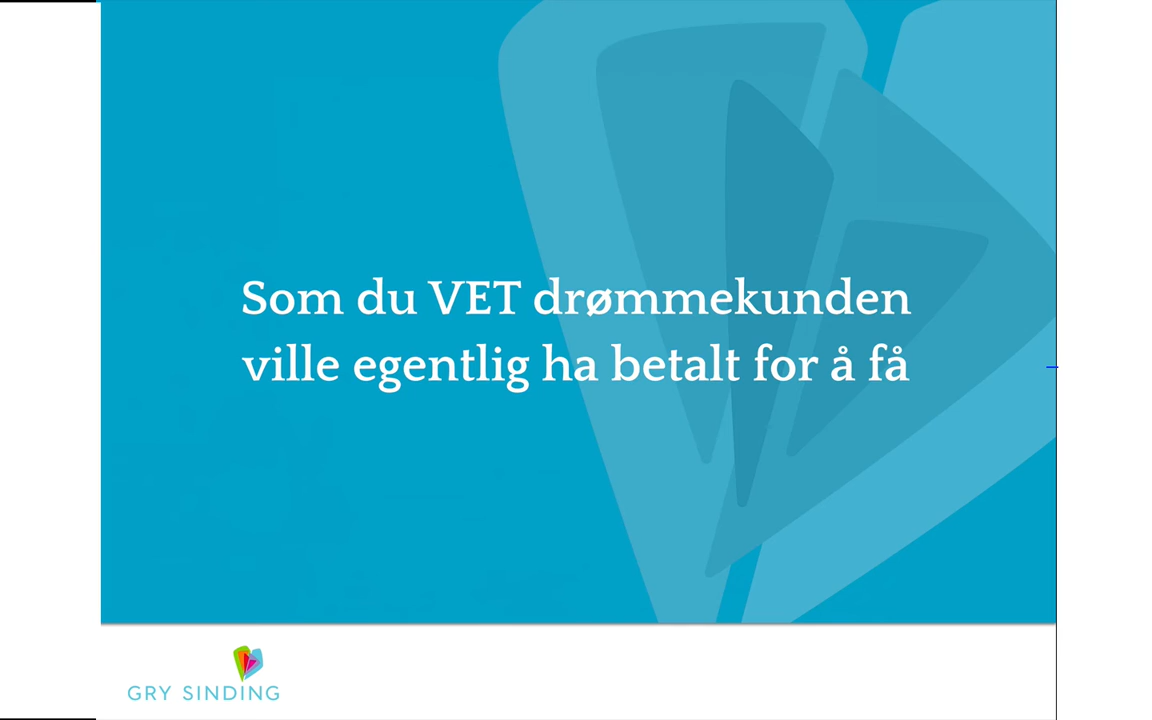 Som du VET drømmekunden
ville egentlig ha betalt for å få
GRY SINDING